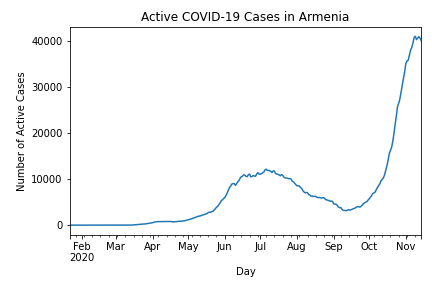 Active COVID-19 Cases in Armenia
Number of Active Cases
40000
30000
20000
10000
0
Feb Mar Apr May Jun Jul Aug Sep Oct Nov
2020
Day